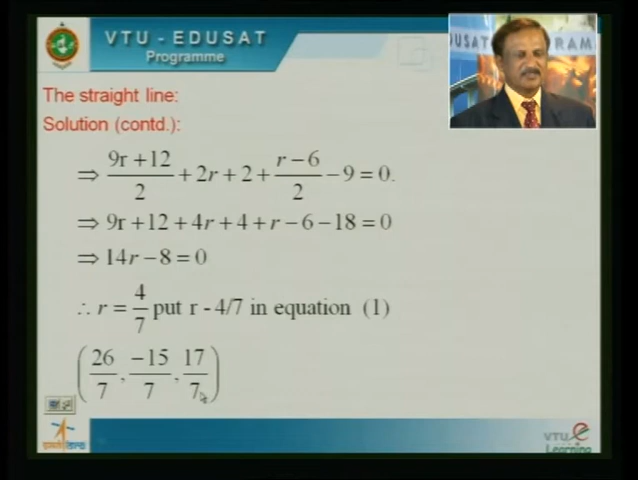 VTU - EDUSAT
Programme
DUSAT
RAM
The straight line:
Solution (contd.):
⇒ (9r + 12)/2 + 2r + 2 + (r − 6)/2 − 9 = 0.
⇒ 9r + 12 + 4r + 4 + r − 6 − 18 = 0
⇒ 14r − 8 = 0
∴ r = 4/7 put r - 4/7 in equation (1)
(26/7, −15/7, 17/7)
VTU e
Learning